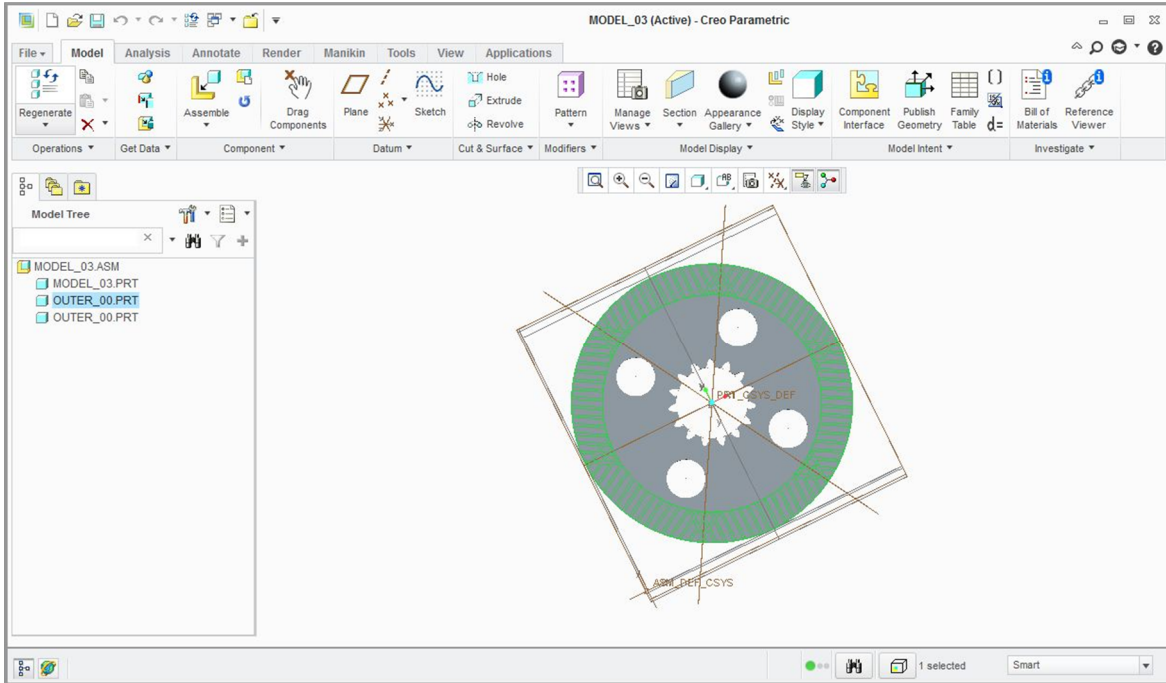 MODEL_03 (Active) - Creo Parametric
File Model Analysis Annotate Render Manikin Tools View Applications
Regenerate
Assemble
Drag
Components
Plane
Sketch
Hole
Extrude
Revolve
Pattern
Manage
Views
Section
Appearance
Gallery
Display
Style
Component
Interface
Publish
Geometry
Family
Table
d=
Bill of
Materials
Reference
Viewer
Operations Get Data Component Datum Cut & Surface Modifiers Model Display Model Intent Investigate
Model Tree
MODEL_03.ASM
MODEL_03.PRT
OUTER_00.PRT
OUTER_00.PRT
y
PRT_CSYS_DEF
y
ASM_DEF_CSYS
1 selected
Smart